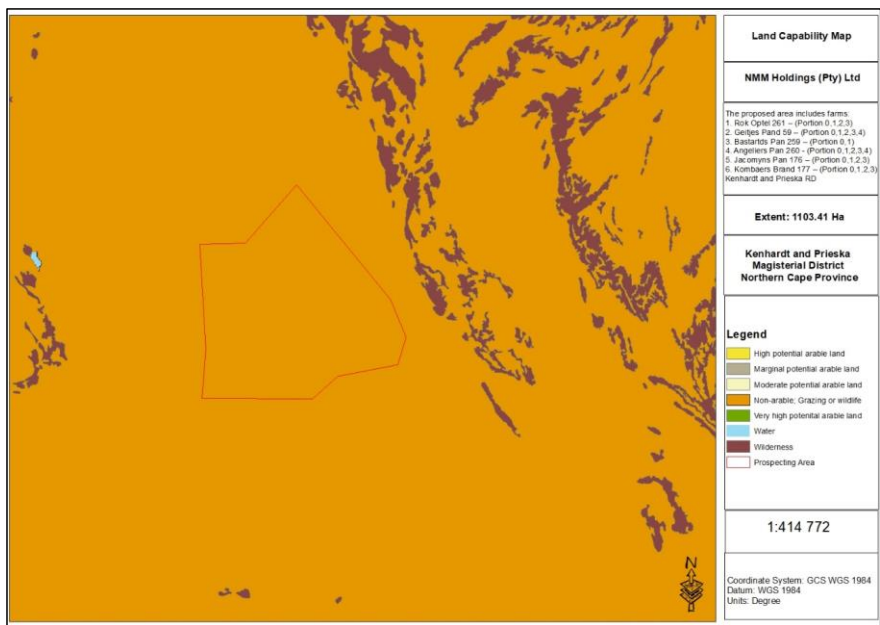 Land Capability Map
NMM Holdings (Pty) Ltd
The proposed area includes farms:
1. Rok Optel 261 – (Portion 0,1,2,3)
2. Geitjes Pand 59 – (Portion 0,1,2,3,4)
3. Bastartds Pan 259 – (Portion 0,1)
4. Angeliers Pan 260 - (Portion 0,1,2,3,4)
5. Jacomyns Pan 176 – (Portion 0,1,2,3)
6. Kombaers Brand 177 – (Portion 0,1,2,3)
Kenhardt and Prieska RD
Extent: 1103.41 Ha
Kenhardt and Prieska
Magisterial District
Northern Cape Province
Legend
High potential arable land
Marginal potential arable land
Moderate potential arable land
Non-arable; Grazing or wildlife
Very high potential arable land
Water
Wilderness
Prospecting Area
1:414 772
N
Coordinate System: GCS WGS 1984
Datum: WGS 1984
Units: Degree